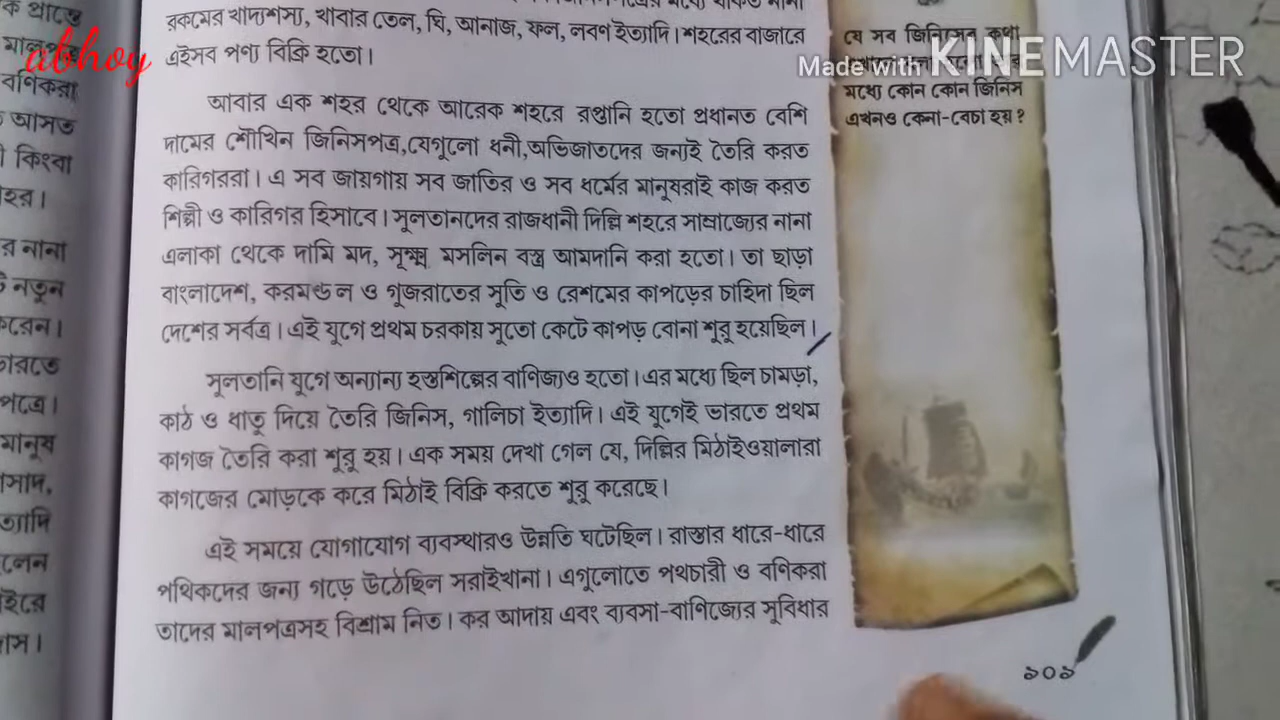 ক প্রান্তে
মালপত্র
বণিকরা
আসত
কিংবা
হর।
র নানা
নতুন
করেন।
ভারতে
পত্রে।
মানুষ
সাদ,
ত্যাদি
লেন
ইরে
াস।
abhoy
রকমের খাদ্যশস্য, খাবার তেল, ঘি, আনাজ, ফল, লবণ ইত্যাদি। শহরের বাজারে
এইসব পণ্য বিক্রি হতো।
আবার এক শহর থেকে আরেক শহরে রপ্তানি হতো প্রধানত বেশি
দামের শৌখিন জিনিসপত্র,যেগুলো ধনী,অভিজাতদের জন্যই তৈরি করত
কারিগররা। এ সব জায়গায় সব জাতির ও সব ধর্মের মানুষরাই কাজ করত
শিল্পী ও কারিগর হিসাবে। সুলতানদের রাজধানী দিল্লি শহরে সাম্রাজ্যের নানা
এলাকা থেকে দামি মদ, সূক্ষ্ম মসলিন বস্ত্র আমদানি করা হতো। তা ছাড়া
বাংলাদেশ, করমণ্ডল ও গুজরাতের সুতি ও রেশমের কাপড়ের চাহিদা ছিল
দেশের সর্বত্র। এই যুগে প্রথম চরকায় সুতো কেটে কাপড় বোনা শুরু হয়েছিল।
সুলতানি যুগে অন্যান্য হস্তশিল্পের বাণিজ্যও হতো। এর মধ্যে ছিল চামড়া,
কাঠ ও ধাতু দিয়ে তৈরি জিনিস, গালিচা ইত্যাদি। এই যুগেই ভারতে প্রথম
কাগজ তৈরি করা শুরু হয়। এক সময় দেখা গেল যে, দিল্লির মিঠাইওয়ালারা
কাগজের মোড়কে করে মিঠাই বিক্রি করতে শুরু করেছে।
এই সময়ে যোগাযোগ ব্যবস্থারও উন্নতি ঘটেছিল। রাস্তার ধারে-ধারে
পথিকদের জন্য গড়ে উঠেছিল সরাইখানা। এগুলোতে পথচারী ও বণিকরা
তাদের মালপত্রসহ বিশ্রাম নিত। কর আদায় এবং ব্যবসা-বাণিজ্যের সুবিধার
যে সব জিনিসের কথা
মধ্যে কোন কোন জিনিস
এখনও কেনা-বেচা হয়?
Made with KINEMASTER
১০১